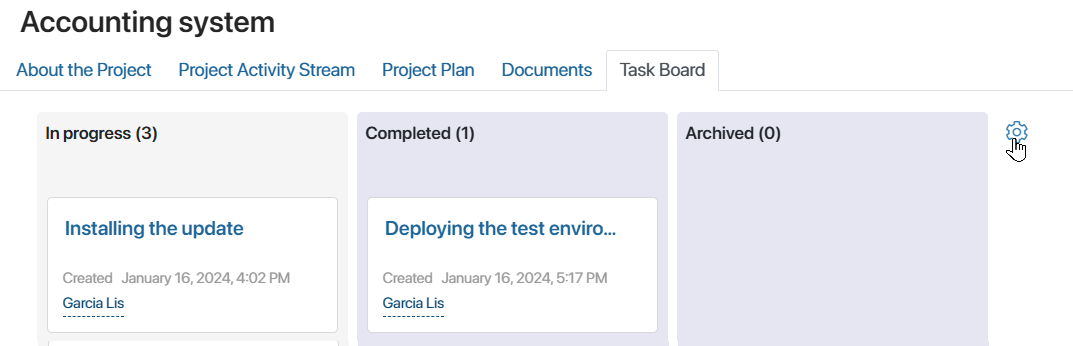 Accounting system
About the Project
Project Activity Stream
Project Plan
Documents
Task Board
In progress (3)
Completed (1)
Archived (0)
Installing the update
Created January 16, 2024, 4:02 PM
Garcia Lis
Deploying the test enviro...
Created January 16, 2024, 5:17 PM
Garcia Lis